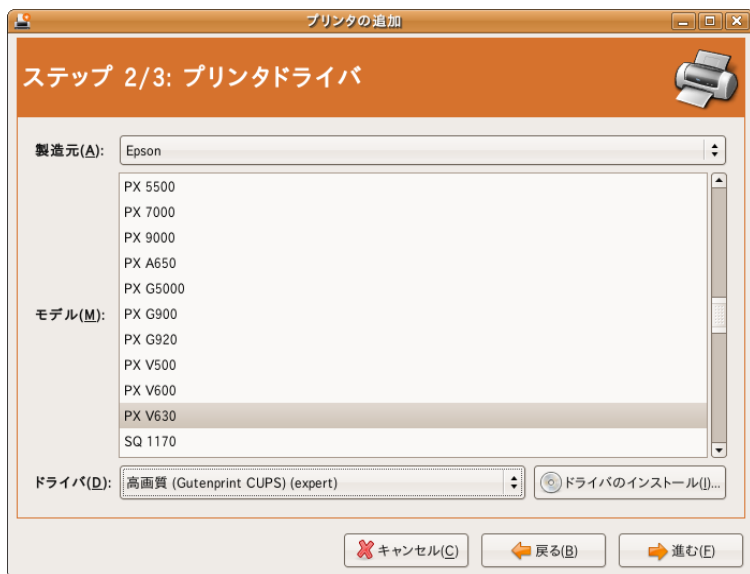 プリンタの追加
ステップ 2/3: プリンタドライバ
製造元(A):
Epson
PX 5500
PX 7000
PX 9000
PX A650
PX G5000
モデル(M):
PX G900
PX G920
PX V500
PX V600
PX V630
SQ 1170
ドライバ(D):
高画質 (Gutenprint CUPS) (expert)
ドライバのインストール(I)...
キャンセル(C)
戻る(B)
進む(F)